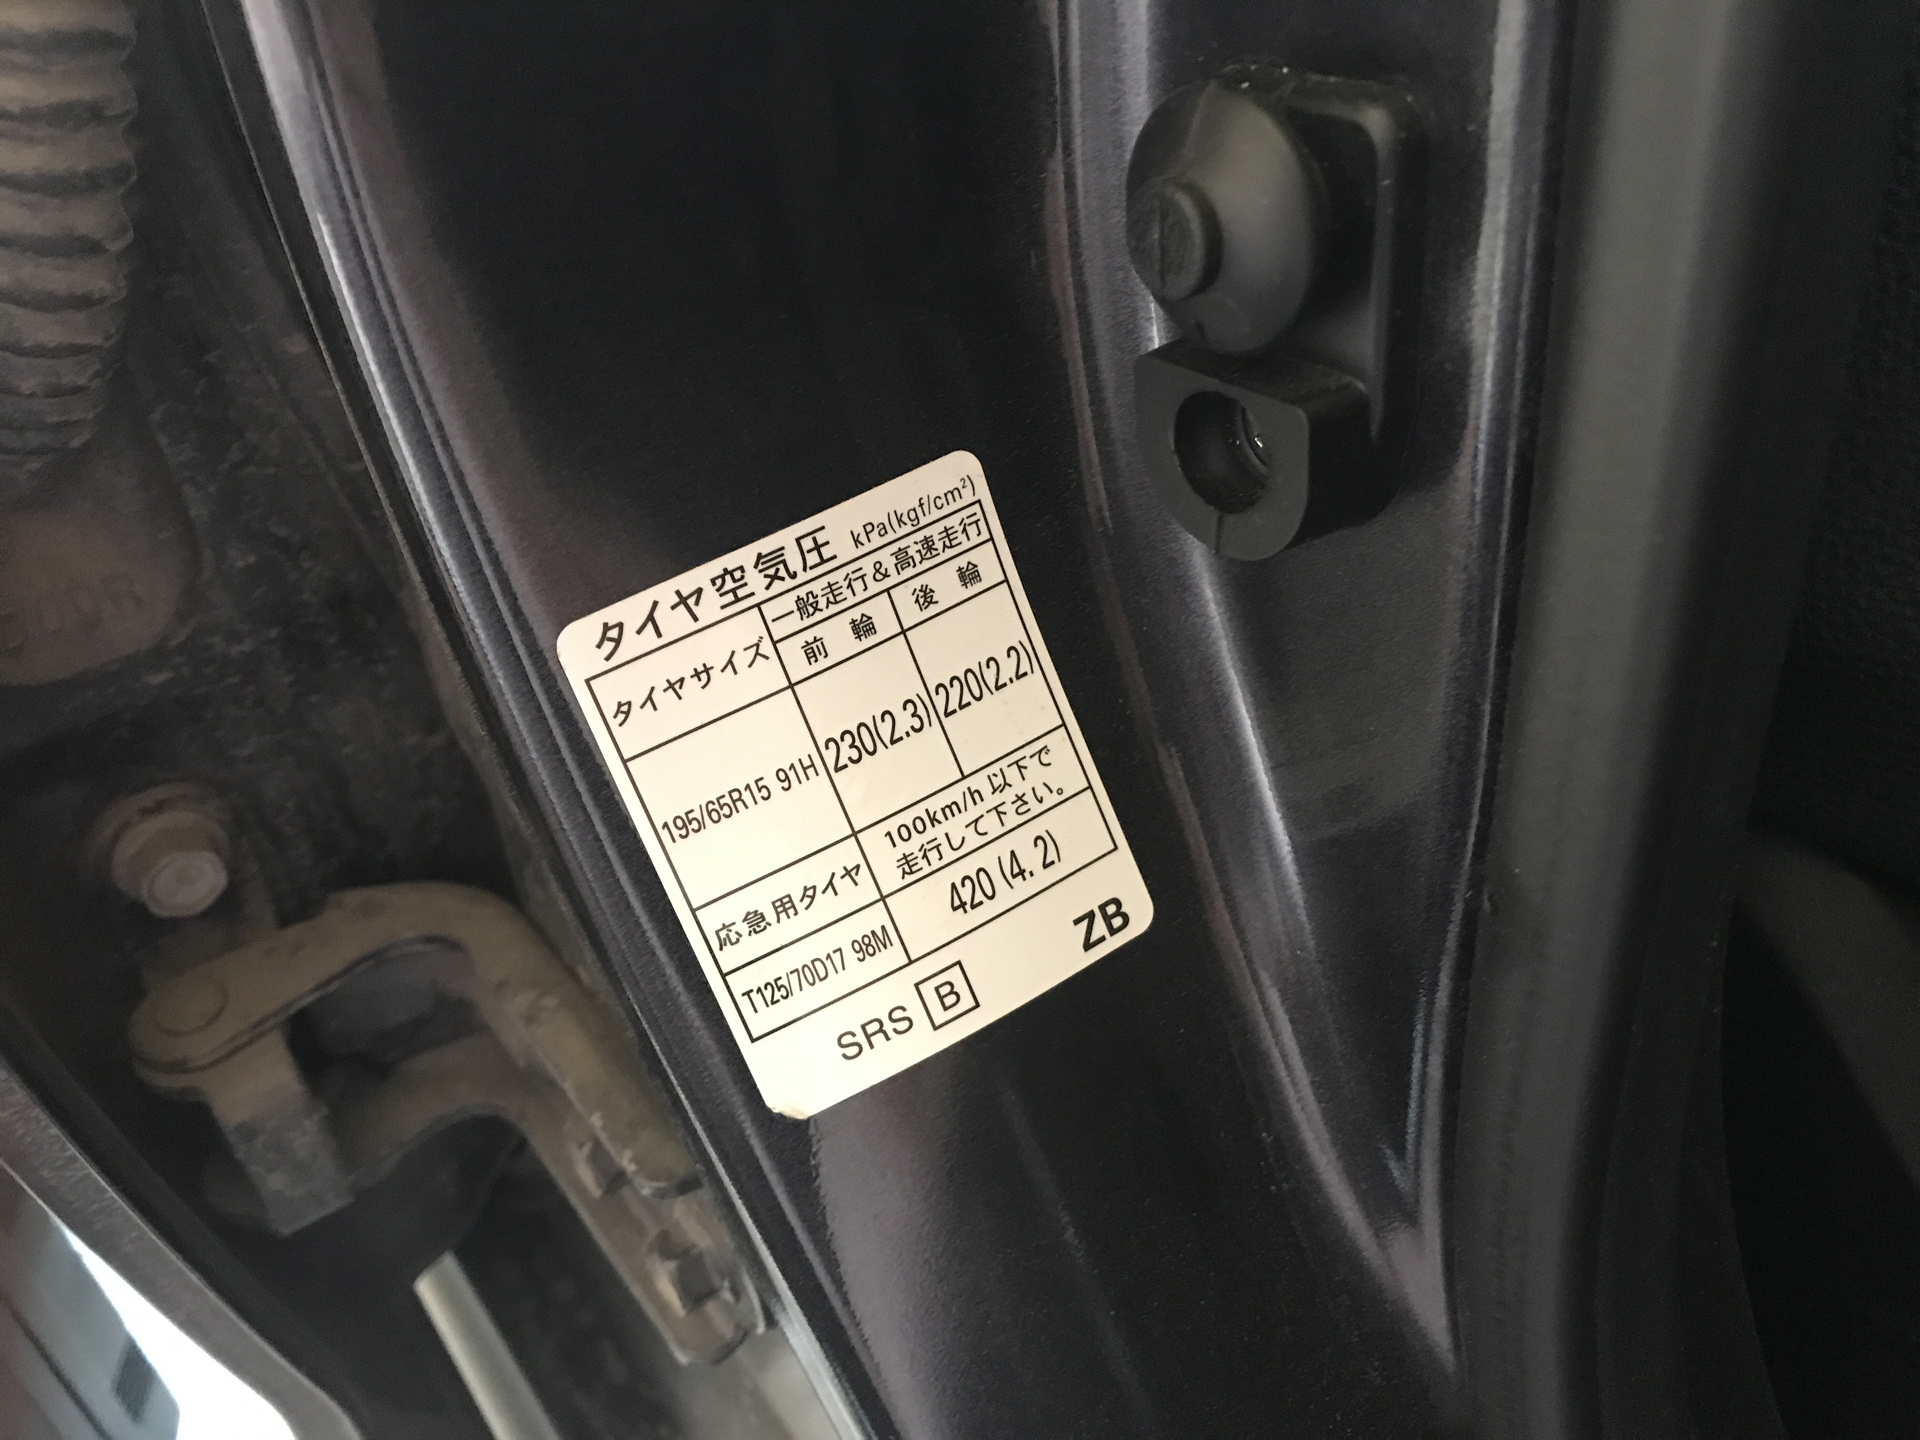 タイヤ空気圧 kPa(kgf/cm²)
タイヤサイズ 一般走行&高速走行
前輪 後輪
195/65R15 91H 230(2.3) 220(2.2)
応急用タイヤ 100km/h 以下で
走行して下さい。
T125/70D17 98M 420 (4.2)
SRS B ZB